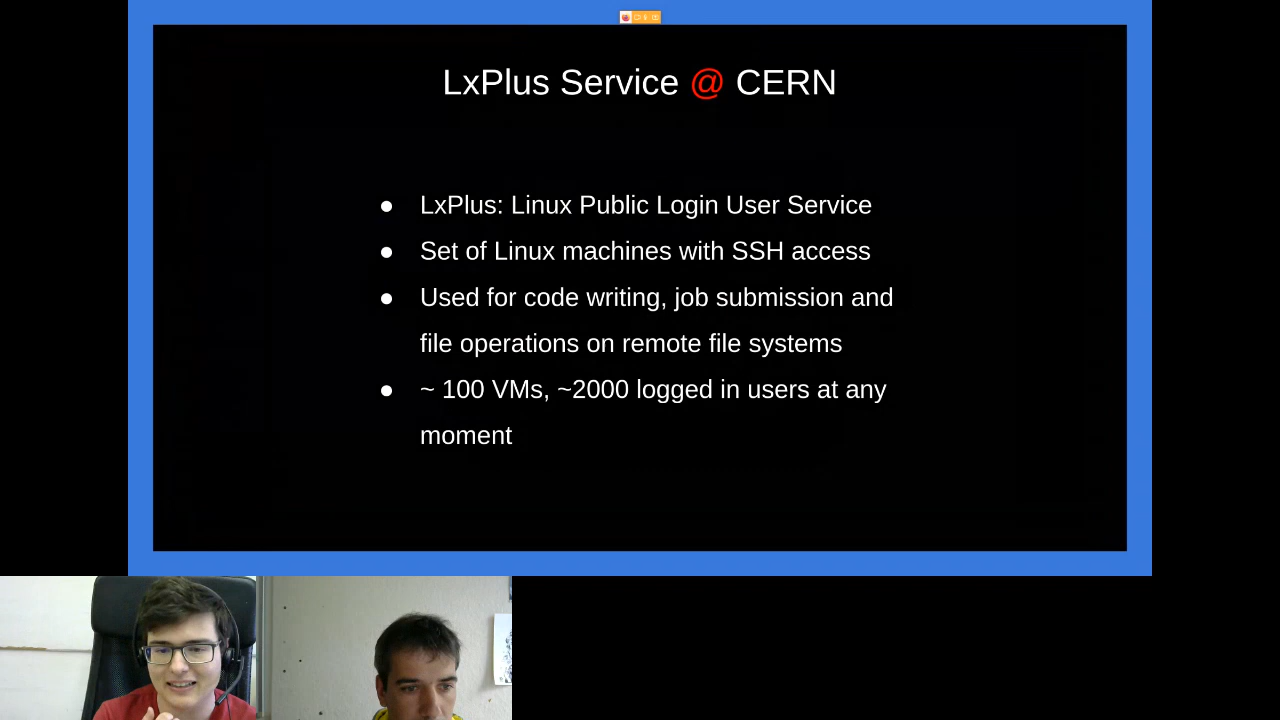 LxPlus Service @ CERN
● LxPlus: Linux Public Login User Service
● Set of Linux machines with SSH access
● Used for code writing, job submission and
file operations on remote file systems
● ~ 100 VMs, ~2000 logged in users at any
moment